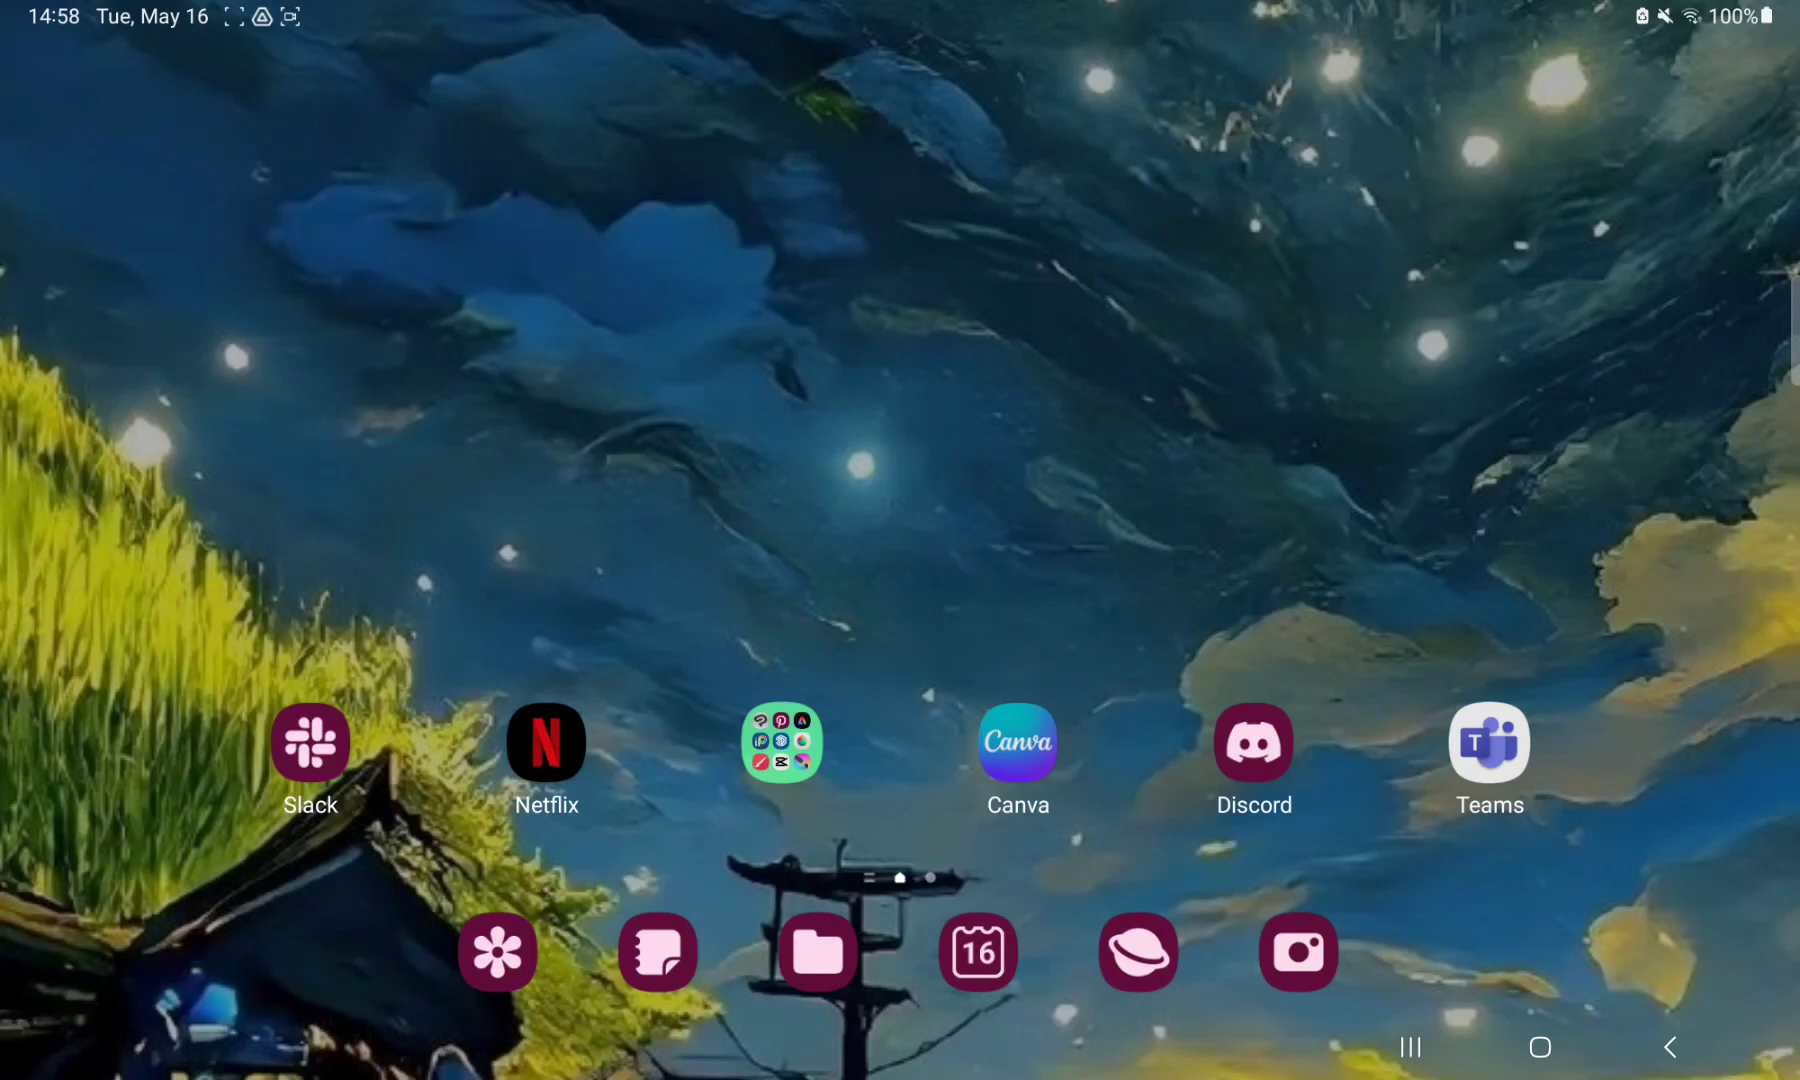 14:58 Tue, May 16
100%
N
Canva
T
Slack
Netflix
Canva
Discord
Teams
16